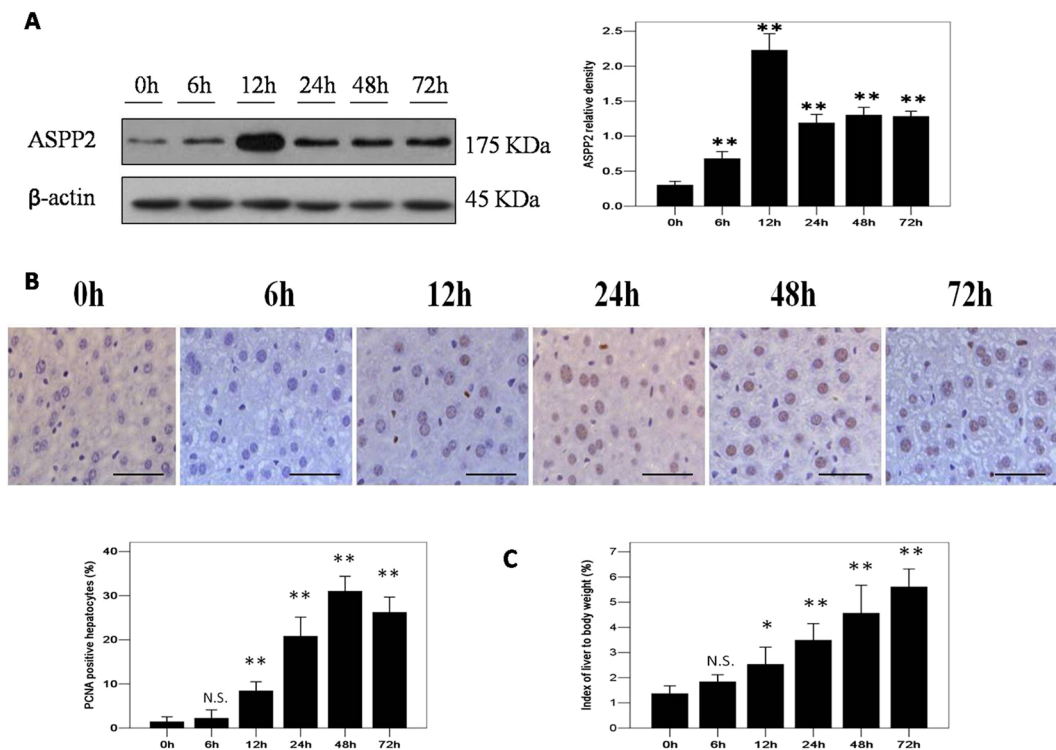 A
0h 6h 12h 24h 48h 72h
ASPP2 175 KDa
β-actin 45 KDa
ASPP2 relative density
2.5
2.0
1.5
1.0
0.5
0.0
** ** ** ** **
0h 6h 12h 24h 48h 72h
B
0h 6h 12h 24h 48h 72h
PCNA positive hepatocytes (%)
40
30
20
10
0
N.S. ** ** ** **
0h 6h 12h 24h 48h 72h
C
Index of liver to body weight (%)
7
6
5
4
3
2
1
0
N.S. * ** ** **
0h 6h 12h 24h 48h 72h